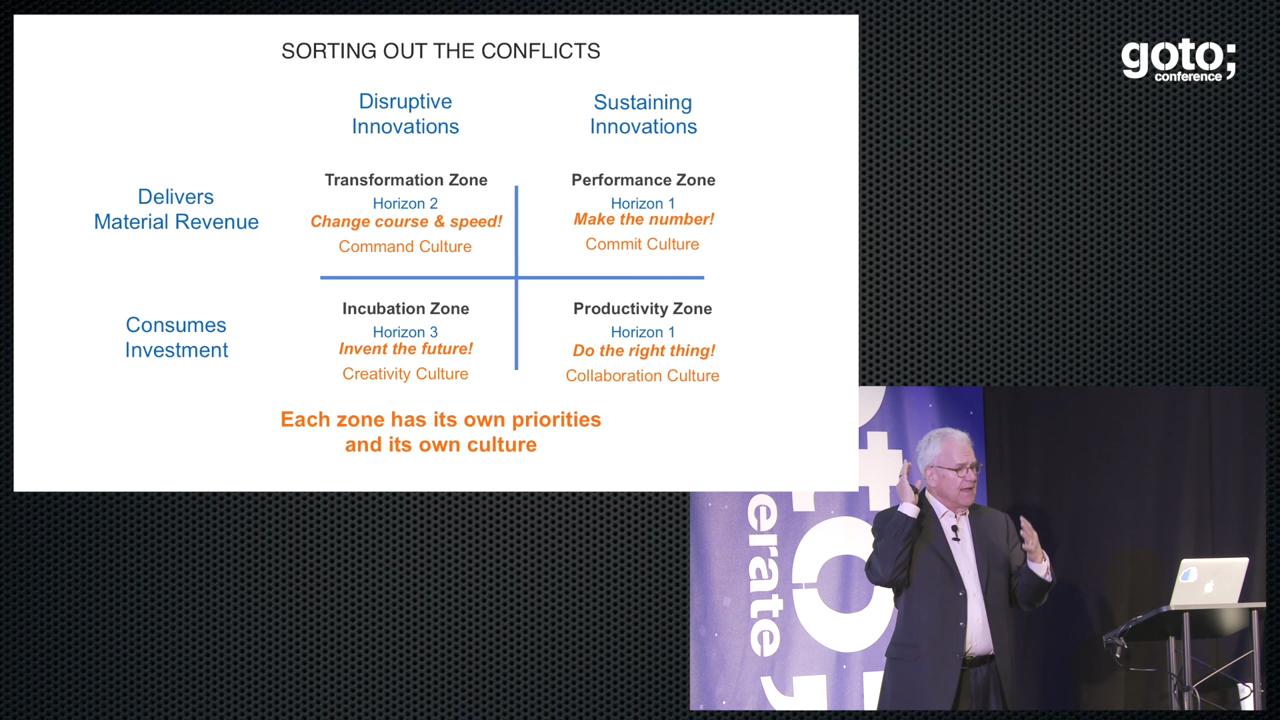 SORTING OUT THE CONFLICTS
goto;
conference
Disruptive
Innovations
Sustaining
Innovations
Delivers
Material Revenue
Transformation Zone
Horizon 2
Change course & speed!
Command Culture
Performance Zone
Horizon 1
Make the number!
Commit Culture
Consumes
Investment
Incubation Zone
Horizon 3
Invent the future!
Creativity Culture
Productivity Zone
Horizon 1
Do the right thing!
Collaboration Culture
Each zone has its own priorities
and its own culture
erate